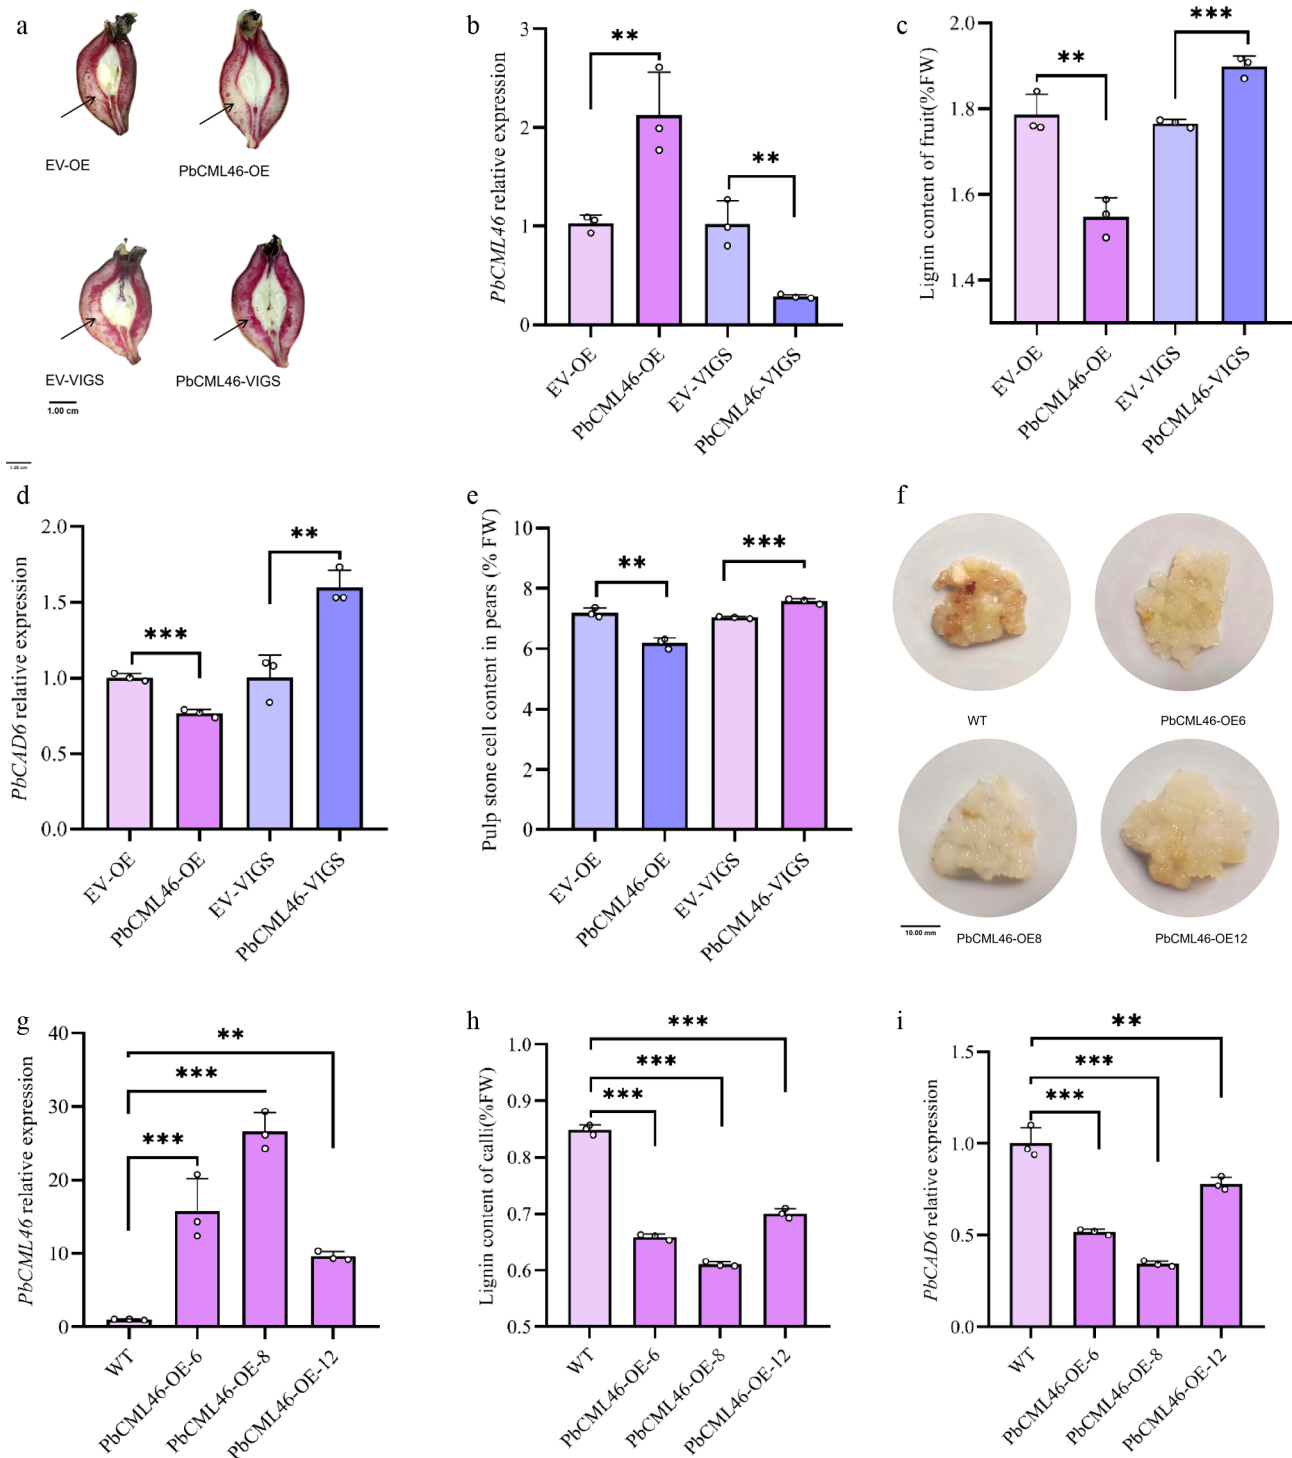 a
EV-OE
PbCML46-OE
EV-VIGS
PbCML46-VIGS
1.00 cm
1.00 cm
b
PbCML46 relative expression
3
2
1
0
**
**
EV-OE
PbCML46-OE
EV-VIGS
PbCML46-VIGS
c
Lignin content of fruit(%FW)
2.0
1.8
1.6
1.4
**
***
EV-OE
PbCML46-OE
EV-VIGS
PbCML46-VIGS
d
PbCAD6 relative expression
2.0
1.5
1.0
0.5
0.0
***
**
EV-OE
PbCML46-OE
EV-VIGS
PbCML46-VIGS
e
Pulp stone cell content in pears (% FW)
10
8
6
4
2
0
**
***
EV-OE
PbCML46-OE
EV-VIGS
PbCML46-VIGS
f
WT
PbCML46-OE6
PbCML46-OE8
PbCML46-OE12
10.00 mm
g
PbCML46 relative expression
40
30
20
10
0
**
***
***
WT
PbCML46-OE-6
PbCML46-OE-8
PbCML46-OE-12
h
Lignin content of calli(%FW)
1.0
0.9
0.8
0.7
0.6
0.5
***
***
***
WT
PbCML46-OE-6
PbCML46-OE-8
PbCML46-OE-12
i
PbCAD6 relative expression
1.5
1.0
0.5
0.0
**
***
***
WT
PbCML46-OE-6
PbCML46-OE-8
PbCML46-OE-12